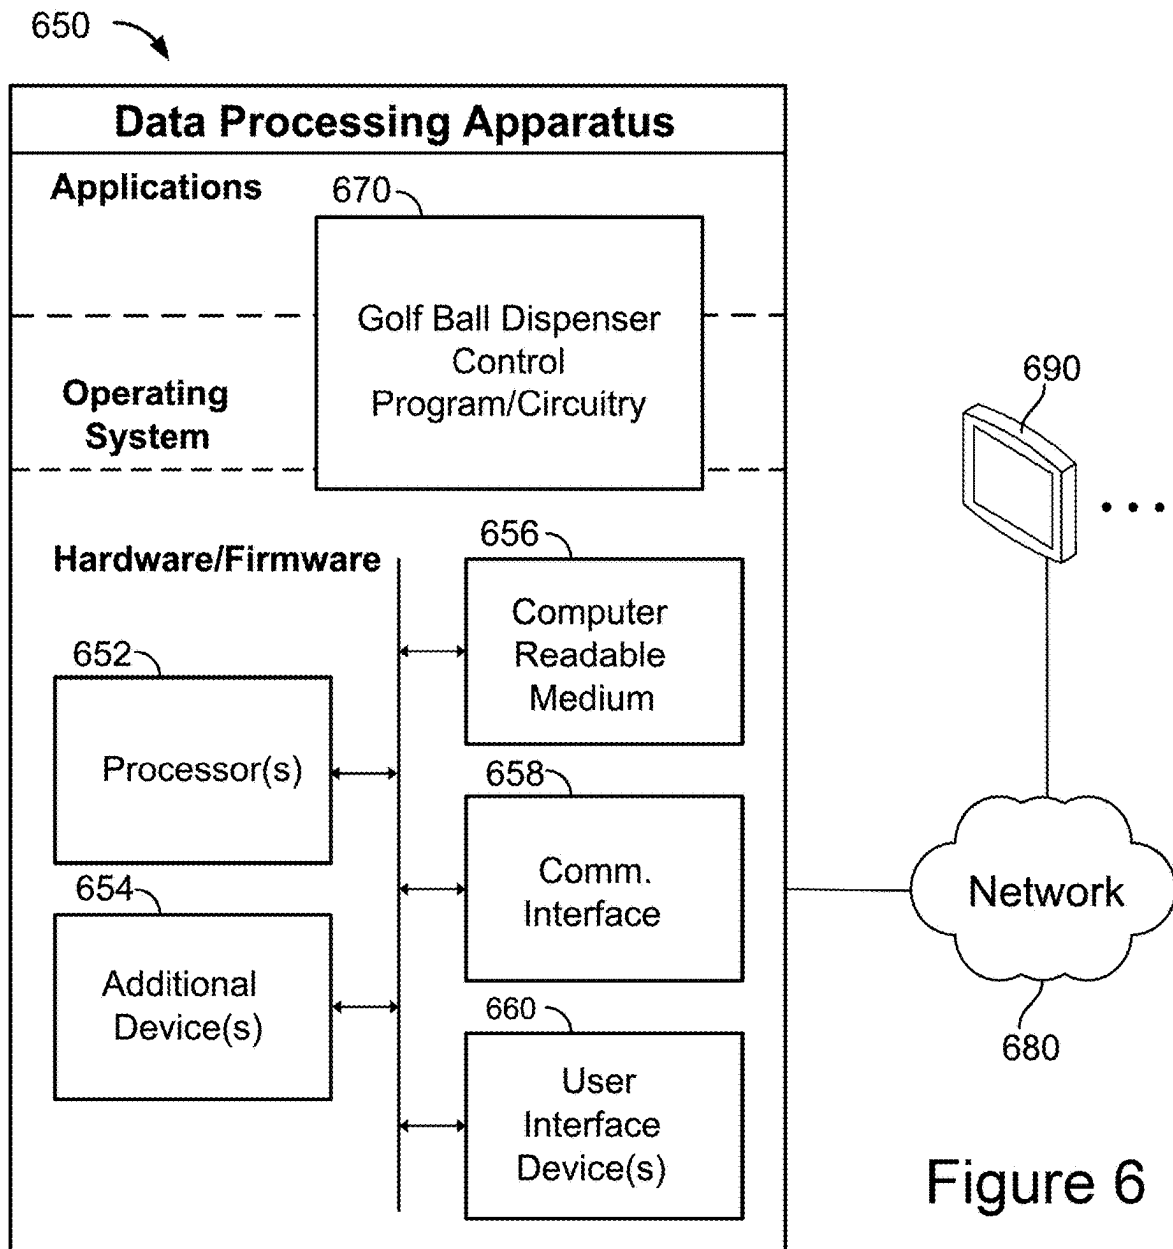 650
Data Processing Apparatus
Applications
670
Golf Ball Dispenser
Control
Program/Circuitry
Operating
System
690
Hardware/Firmware
656
Computer
Readable
Medium
652
Processor(s)
658
Comm.
Interface
Network
680
654
Additional
Device(s)
660
User
Interface
Device(s)
Figure 6